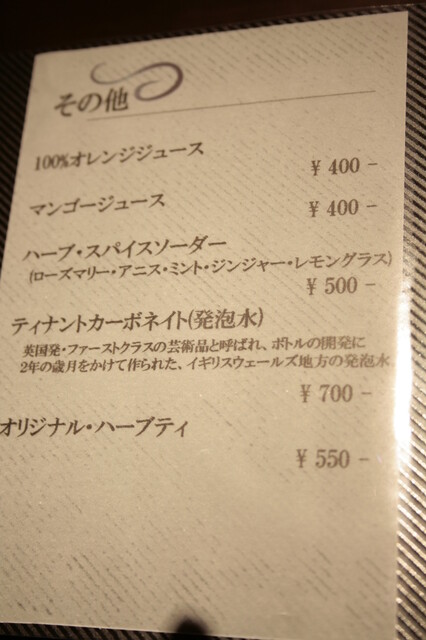 その他
100%オレンジジュース
¥ 400 -
マンゴージュース
¥ 400 -
ハーブ・スパイスソーダー
(ローズマリー・アニス・ミント・ジンジャー・レモングラス)
¥ 500 -
ティナントカーボネイト(発泡水)
英国発・ファーストクラスの芸術品と呼ばれ、ボトルの開発に
2年の歳月をかけて作られた、イギリスウェールズ地方の発泡水。
¥ 700 -
オリジナル・ハーブティ
¥ 550 -